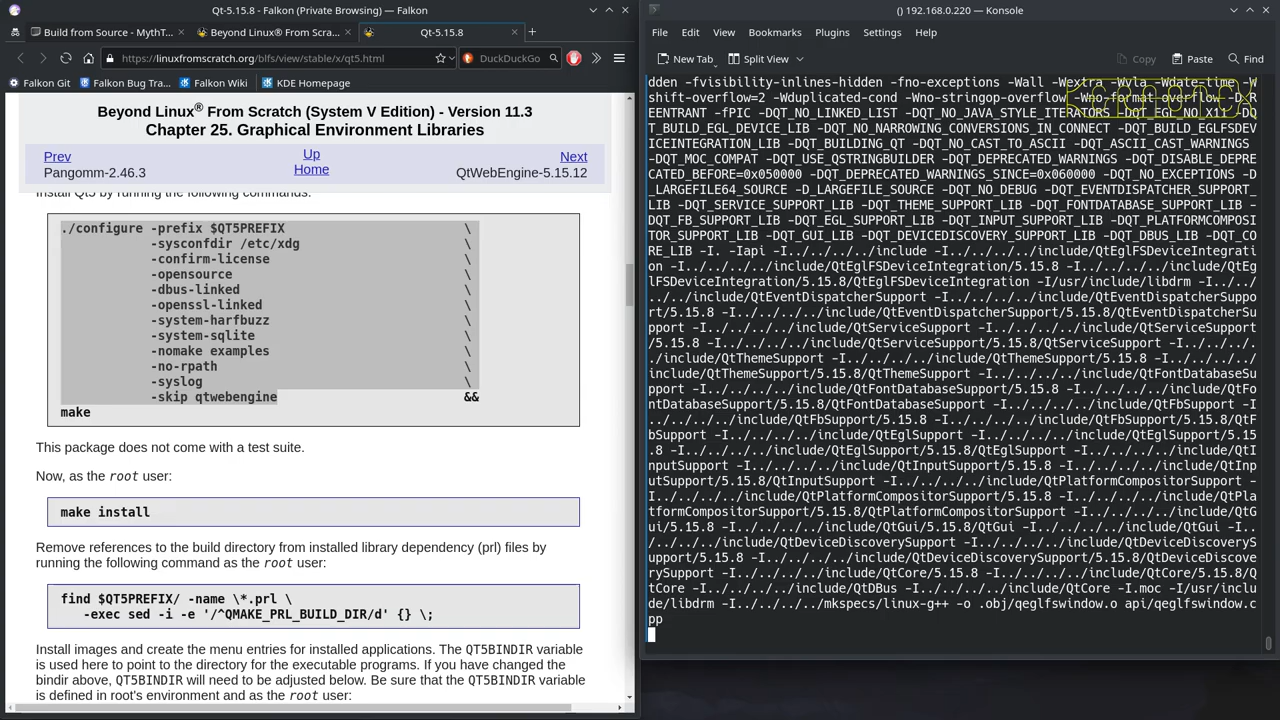 Qt-5.15.8 - Falkon (Private Browsing) — Falkon
Build from Source - MythT...
Beyond Linux® From Scra...
Qt-5.15.8
https://linuxfromscratch.org/blfs/view/stable/x/qt5.html
DuckDuckGo
Falkon Git
Falkon Bug Tra...
Falkon Wiki
KDE Homepage
Beyond Linux® From Scratch (System V Edition) - Version 11.3
Chapter 25. Graphical Environment Libraries
Prev
Up
Next
Pangomm-2.46.3
Home
QtWebEngine-5.15.12
Install Qt5 by running the following commands:
./configure -prefix $QT5PREFIX \
-sysconfdir /etc/xdg \
-confirm-license \
-opensource \
-dbus-linked \
-openssl-linked \
-system-harfbuzz \
-system-sqlite \
-nomake examples \
-no-rpath \
-syslog \
-skip qtwebengine &&
make
This package does not come with a test suite.
Now, as the root user:
make install
Remove references to the build directory from installed library dependency (prl) files by
running the following command as the root user:
find $QT5PREFIX/ -name \*.prl \
-exec sed -i -e '/^QMAKE_PRL_BUILD_DIR/d' {} \;
Install images and create the menu entries for installed applications. The QT5BINDIR variable
is used here to point to the directory for the executable programs. If you have changed the
bindir above, QT5BINDIR will need to be adjusted below. Be sure that the QT5BINDIR variable
is defined in root's environment and as the root user:
() 192.168.0.220 — Konsole
File Edit View Bookmarks Plugins Settings Help
New Tab
Split View
Copy
Paste
Find
dden -fvisibility-inlines-hidden -fno-exceptions -Wall -Wextra -Wvla -Wdate-time -W
shift-overflow=2 -Wduplicated-cond -Wno-stringop-overflow -Wno-format-overflow -D_R
EENTRANT -fPIC -DQT_NO_LINKED_LIST -DQT_NO_JAVA_STYLE_ITERATORS -DQT_EGL_NO_X11 -DQ
T_BUILD_EGL_DEVICE_LIB -DQT_NO_NARROWING_CONVERSIONS_IN_CONNECT -DQT_BUILD_EGLFSDEV
ICEINTEGRATION_LIB -DQT_BUILDING_QT -DQT_NO_CAST_TO_ASCII -DQT_ASCII_CAST_WARNINGS
-DQT_MOC_COMPAT -DQT_USE_QSTRINGBUILDER -DQT_DEPRECATED_WARNINGS -DQT_DISABLE_DEPRE
CATED_BEFORE=0x050000 -DQT_DEPRECATED_WARNINGS_SINCE=0x060000 -DQT_NO_EXCEPTIONS -D
_LARGEFILE64_SOURCE -D_LARGEFILE_SOURCE -DQT_NO_DEBUG -DQT_EVENTDISPATCHER_SUPPORT_
LIB -DQT_SERVICE_SUPPORT_LIB -DQT_THEME_SUPPORT_LIB -DQT_FONTDATABASE_SUPPORT_LIB -
DQT_FB_SUPPORT_LIB -DQT_EGL_SUPPORT_LIB -DQT_INPUT_SUPPORT_LIB -DQT_PLATFORMCOMPOSI
TOR_SUPPORT_LIB -DQT_GUI_LIB -DQT_DEVICEDISCOVERY_SUPPORT_LIB -DQT_DBUS_LIB -DQT_CO
RE_LIB -I. -Iapi -I../../../include -I../../../include/QtEglFSDeviceIntegrati
on -I../../../include/QtEglFSDeviceIntegration/5.15.8 -I../../../include/QtEg
lFSDeviceIntegration/5.15.8/QtEglFSDeviceIntegration -I/usr/include/libdrm -I../../
../include/QtEventDispatcherSupport -I../../../include/QtEventDispatcherSuppo
rt/5.15.8 -I../../../include/QtEventDispatcherSupport/5.15.8/QtEventDispatcherSu
pport -I../../../include/QtServiceSupport -I../../../include/QtServiceSupport
/5.15.8 -I../../../include/QtServiceSupport/5.15.8/QtServiceSupport -I../../..
./include/QtThemeSupport -I../../../include/QtThemeSupport/5.15.8 -I../../../
include/QtThemeSupport/5.15.8/QtThemeSupport -I../../../include/QtFontDatabaseSu
pport -I../../../include/QtFontDatabaseSupport/5.15.8 -I../../../include/QtFo
ntDatabaseSupport/5.15.8/QtFontDatabaseSupport -I../../../include/QtFbSupport -I
../../../include/QtFbSupport/5.15.8 -I../../../include/QtFbSupport/5.15.8/QtF
bSupport -I../../../include/QtEglSupport -I../../../include/QtEglSupport/5.15
.8 -I../../../include/QtEglSupport/5.15.8/QtEglSupport -I../../../include/QtI
nputSupport -I../../../include/QtInputSupport/5.15.8 -I../../../include/QtInp
utSupport/5.15.8/QtInputSupport -I../../../include/QtPlatformCompositorSupport -
I../../../include/QtPlatformCompositorSupport/5.15.8 -I../../../include/QtPla
tformCompositorSupport/5.15.8/QtPlatformCompositorSupport -I../../../include/QtG
ui/5.15.8 -I../../../include/QtGui/5.15.8/QtGui -I../../../include/QtGui -I..
/../../include/QtDeviceDiscoverySupport -I../../../include/QtDeviceDiscoveryS
upport/5.15.8 -I../../../include/QtDeviceDiscoverySupport/5.15.8/QtDeviceDiscove
rySupport -I../../../include/QtCore/5.15.8 -I../../../include/QtCore/5.15.8/Q
tCore -I../../../include/QtDBus -I../../../include/QtCore -I.moc -I/usr/inclu
de/libdrm -I../../../mkspecs/linux-g++ -o .obj/qeglfswindow.o api/qeglfswindow.c
pp